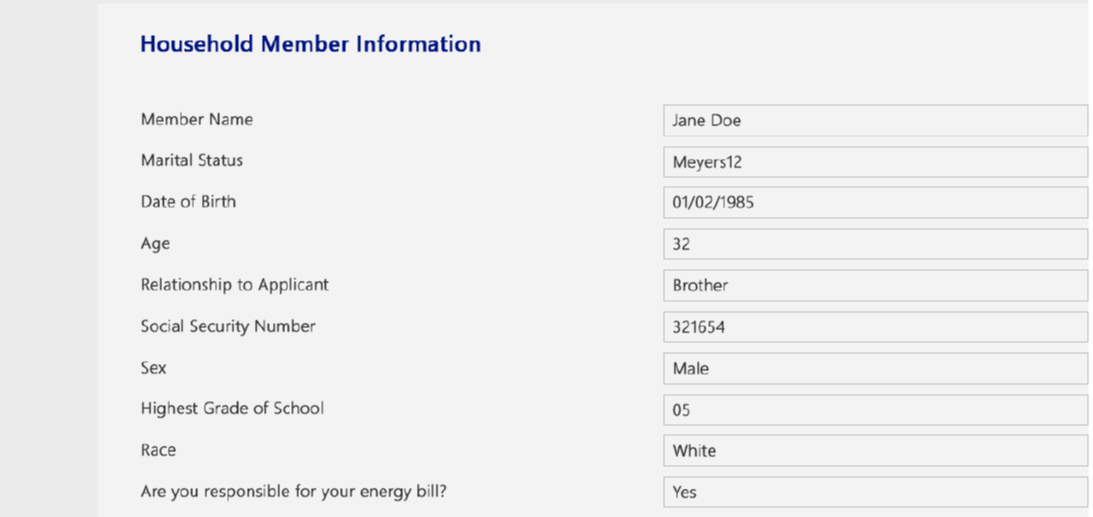 Household Member Information
Member Name Jane Doe
Marital Status Meyers12
Date of Birth 01/02/1985
Age 32
Relationship to Applicant Brother
Social Security Number 321654
Sex Male
Highest Grade of School 05
Race White
Are you responsible for your energy bill? Yes